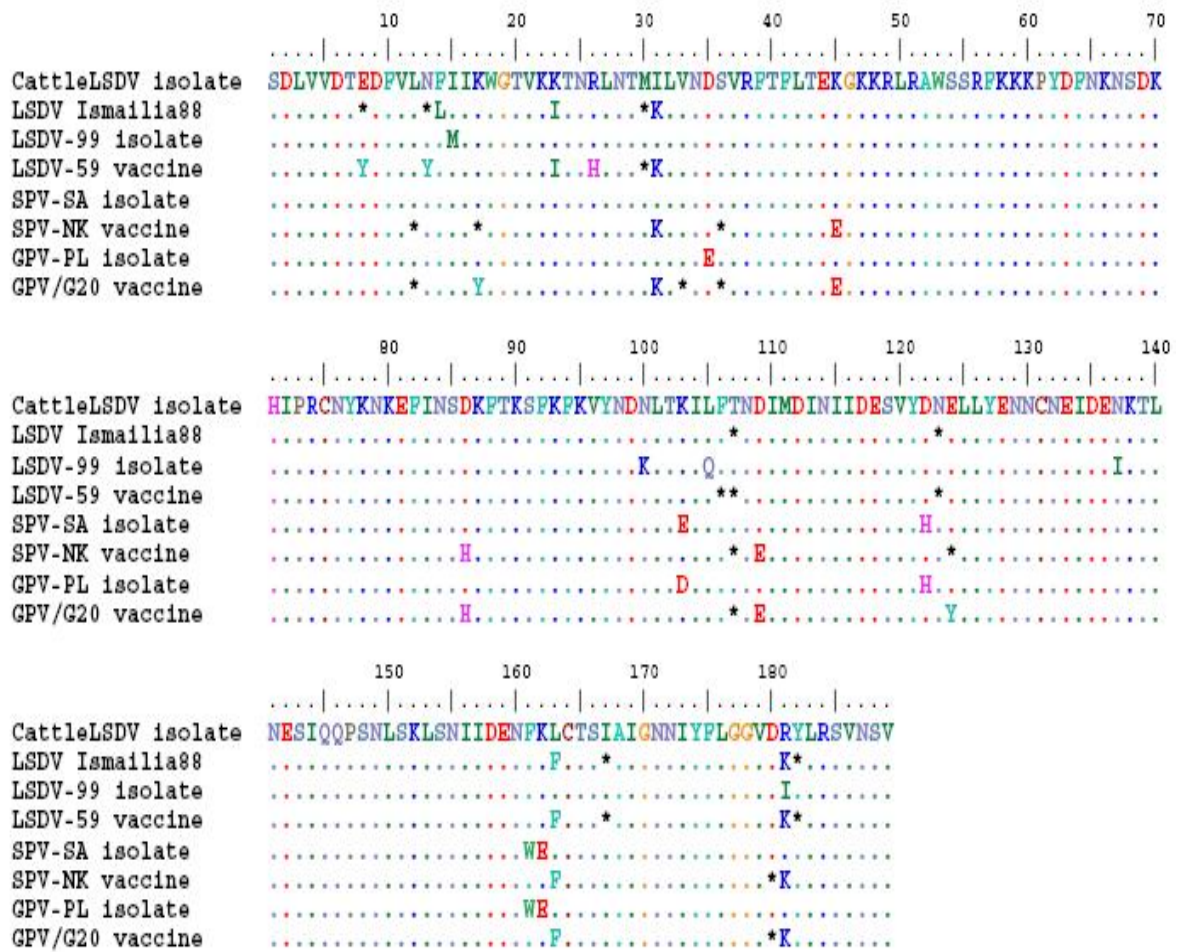 10 20 30 40 50 60 70
CattleLSDV isolate SDLVVDTEDFVLNFIIKWGTVKKTNRLNTMILVNDSVRFTFLTEKGKKRLRAWSSRFKKKPYDFNKNSDK
LSDV Ismailia88 .......*....*L........I......*K.......................................
LSDV-99 isolate ..............M.......................................................
LSDV-59 vaccine .......Y....Y.........I..H...*K.......................................
SPV-SA isolate ......................................................................
SPV-NK vaccine ...........*....*.............K....*........E.........................
GPV-PL isolate ..................................E...................................
GPV/G20 vaccine ...........*....Y.............K.*..*........E.........................
80 90 100 110 120 130 140
CattleLSDV isolate HIPRCNYKNKEFINSDKFTKSFKFKVYNDNLTKILFTNDIMDINIIDESVYDNELLYENNCNEIDENKTL
LSDV Ismailia88 ....................................*...............*.................
LSDV-99 isolate .............................K....Q...............................I...
LSDV-59 vaccine ...................................**...............*.................
SPV-SA isolate ................................E..................H..................
SPV-NK vaccine ...............H....................*.E..............*................
GPV-PL isolate ................................D..................H..................
GPV/G20 vaccine ...............H....................*.E..............Y................
150 160 170 180
CattleLSDV isolate NESIQQPSNLSKLSNIIDENFKLCTSIAIGNNIYFLGGVDRYLRSVNSV
LSDV Ismailia88 ......................F...*.............K*.......
LSDV-99 isolate ........................................I........
LSDV-59 vaccine ......................F...*.............K*.......
SPV-SA isolate ....................WE...........................
SPV-NK vaccine ......................F................*K........
GPV-PL isolate ....................WE...........................
GPV/G20 vaccine ......................F................*K........